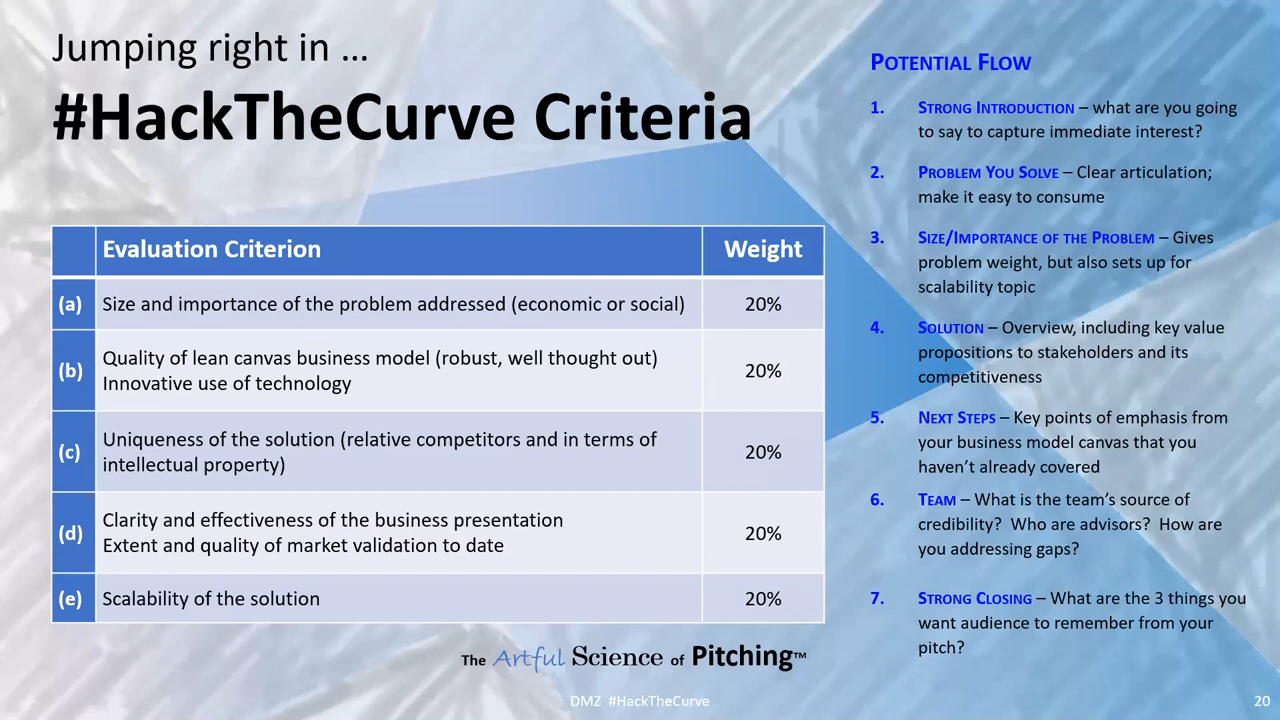 Jumping right in ...
#HackTheCurve Criteria
Evaluation Criterion Weight
(a) Size and importance of the problem addressed (economic or social) 20%
(b) Quality of lean canvas business model (robust, well thought out)
Innovative use of technology 20%
(c) Uniqueness of the solution (relative competitors and in terms of
intellectual property) 20%
(d) Clarity and effectiveness of the business presentation
Extent and quality of market validation to date 20%
(e) Scalability of the solution 20%
The Artful Science of Pitching™
POTENTIAL FLOW
1. STRONG INTRODUCTION – what are you going
to say to capture immediate interest?
2. PROBLEM YOU SOLVE – Clear articulation;
make it easy to consume
3. SIZE/IMPORTANCE OF THE PROBLEM – Gives
problem weight, but also sets up for
scalability topic
4. SOLUTION – Overview, including key value
propositions to stakeholders and its
competitiveness
5. NEXT STEPS – Key points of emphasis from
your business model canvas that you
haven't already covered
6. TEAM – What is the team's source of
credibility? Who are advisors? How are
you addressing gaps?
7. STRONG CLOSING – What are the 3 things you
want audience to remember from your
pitch?
DMZ #HackTheCurve
20